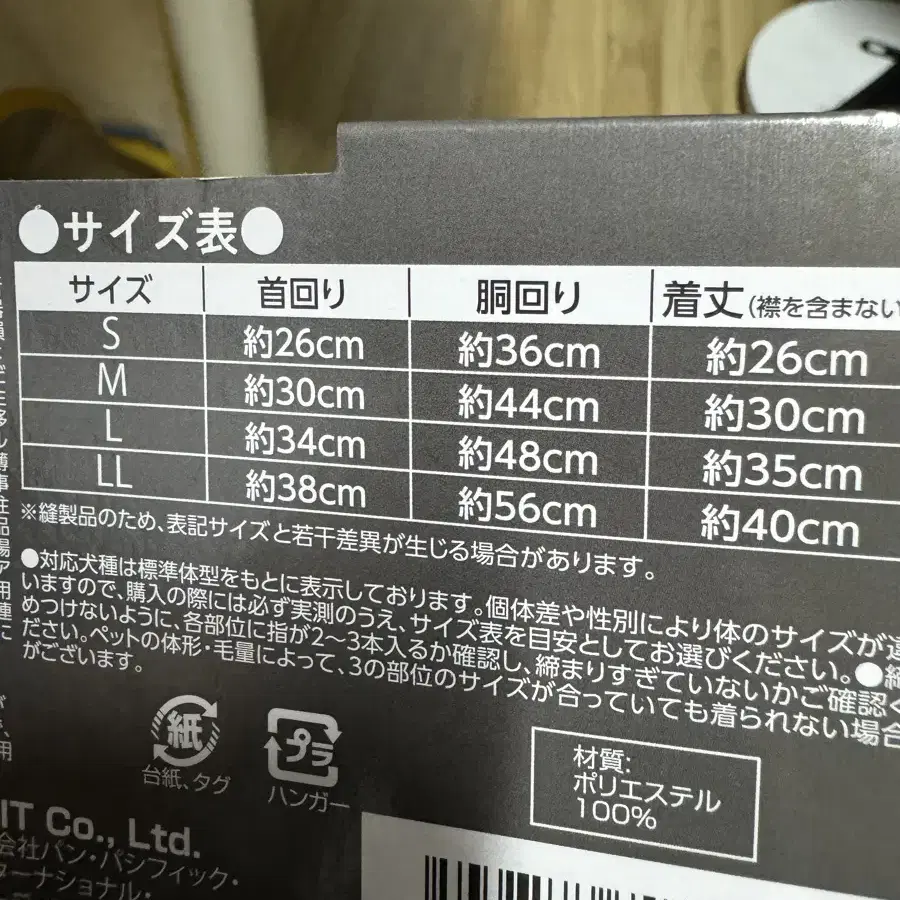 ●サイズ表●
サイズ 首回り 胴回り 着丈(襟を含まない
S 約26cm 約36cm 約26cm
M 約30cm 約44cm 約30cm
L 約34cm 約48cm 約35cm
LL 約38cm 約56cm 約40cm
※縫製品のため、表記サイズと若干差異が生じる場合があります。
●対応犬種は標準体型をもとに表示しております。個体差や性別により体のサイズが違
いますので、購入の際には必ず実測のうえ、サイズ表を目安としてお選びください。●締
めつけないように、各部位に指が2~3本入るか確認し、締まりすぎていないかご確認く
ださい。ペットの体形・毛量によって、3の部位のサイズが合っていても着られない場合
がございます。
紙
台紙、タグ
プラ
ハンガー
材質:
ポリエステル
100%
IT Co., Ltd.
会社パン・パシフィック・
ターナショナル・